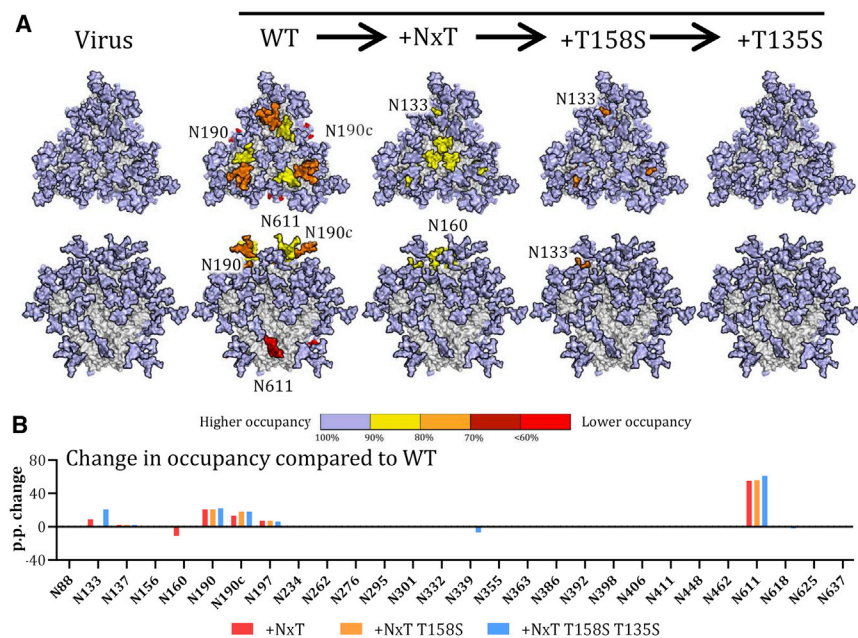 A
Virus
WT
+NxT
+T158S
+T135S
N190
N190c
N133
N133
N611
N190c
N190
N160
N133
N611
Higher occupancy
Lower occupancy
100%
90%
80%
70%
<60%
B
Change in occupancy compared to WT
p.p. change
80
40
0
-40
N88
N133
N137
N156
N160
N190
N190c
N197
N234
N262
N276
N295
N301
N332
N339
N355
N363
N386
N392
N398
N406
N411
N448
N462
N611
N618
N625
N637
+NxT
+NxT T158S
+NxT T158S T135S